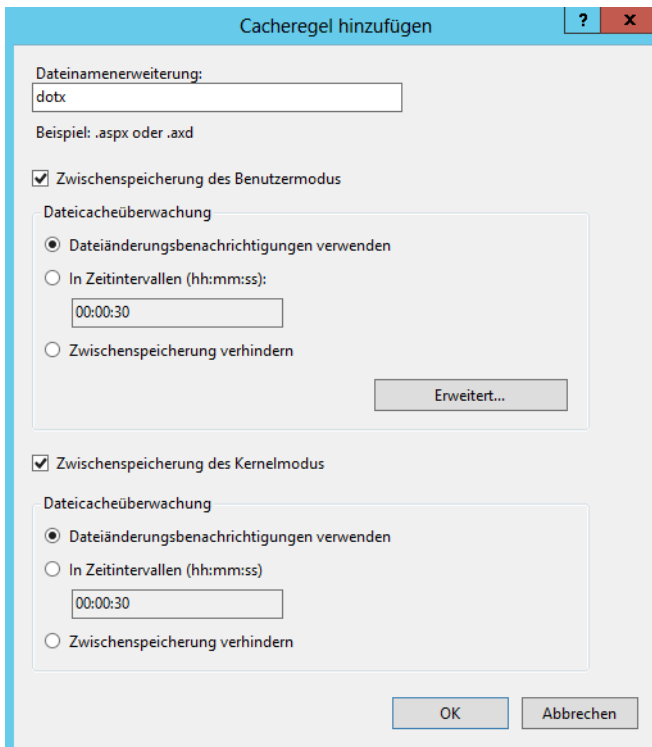 Cacheregel hinzufügen
? x
Dateinamenerweiterung:
dotx
Beispiel: .aspx oder .axd
Zwischenspeicherung des Benutzermodus
Dateicacheüberwachung
Dateiänderungsbenachrichtigungen verwenden
In Zeitintervallen (hh:mm:ss):
00:00:30
Zwischenspeicherung verhindern
Erweitert...
Zwischenspeicherung des Kernelmodus
Dateicacheüberwachung
Dateiänderungsbenachrichtigungen verwenden
In Zeitintervallen (hh:mm:ss)
00:00:30
Zwischenspeicherung verhindern
OK Abbrechen